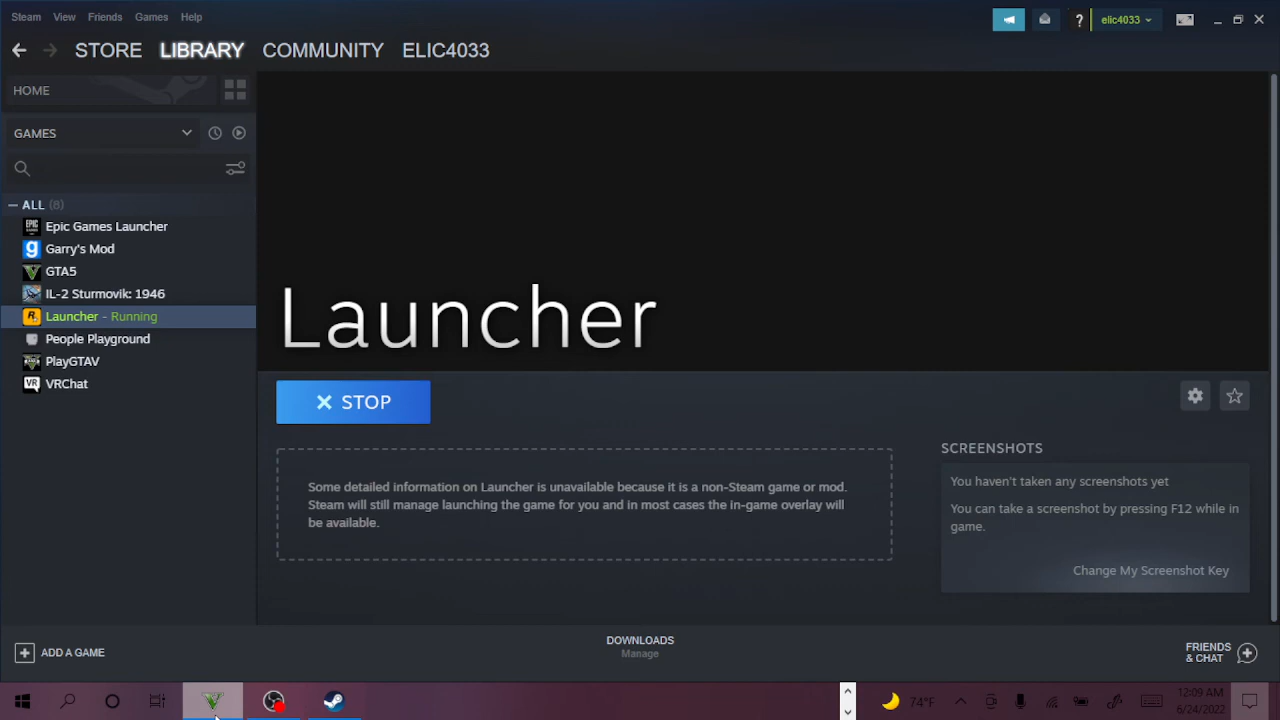 Steam View Friends Games Help
elic4033
STORE LIBRARY COMMUNITY ELIC4033
HOME
GAMES
ALL (8)
Epic Games Launcher
Garry's Mod
GTA5
IL-2 Sturmovik: 1946
Launcher - Running
People Playground
PlayGTAV
VRChat
Launcher
STOP
Some detailed information on Launcher is unavailable because it is a non-Steam game or mod.
Steam will still manage launching the game for you and in most cases the in-game overlay will
be available.
SCREENSHOTS
You haven't taken any screenshots yet
You can take a screenshot by pressing F12 while in
game.
Change My Screenshot Key
ADD A GAME
DOWNLOADS
Manage
FRIENDS
& CHAT
74°F
12:09 AM
6/24/2022